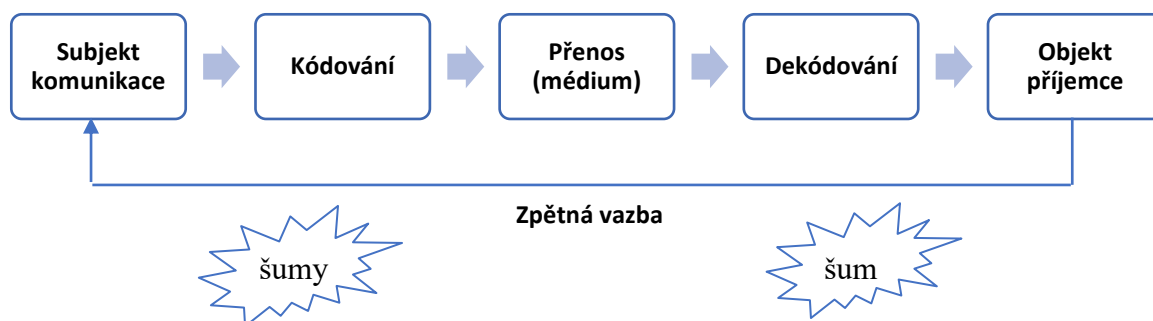 Subjekt
komunikace
Kódování
Přenos
(médium)
Dekódování
Objekt
příjemce
Zpětná vazba
šumy
šum